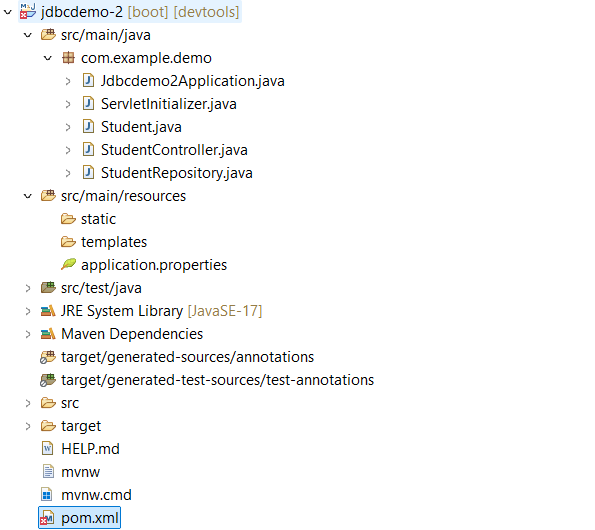 jdbcdemo-2 [boot] [devtools]
src/main/java
com.example.demo
Jdbcdemo2Application.java
ServletInitializer.java
Student.java
StudentController.java
StudentRepository.java
src/main/resources
static
templates
application.properties
src/test/java
JRE System Library [JavaSE-17]
Maven Dependencies
target/generated-sources/annotations
target/generated-test-sources/test-annotations
src
target
HELP.md
mvnw
mvnw.cmd
pom.xml